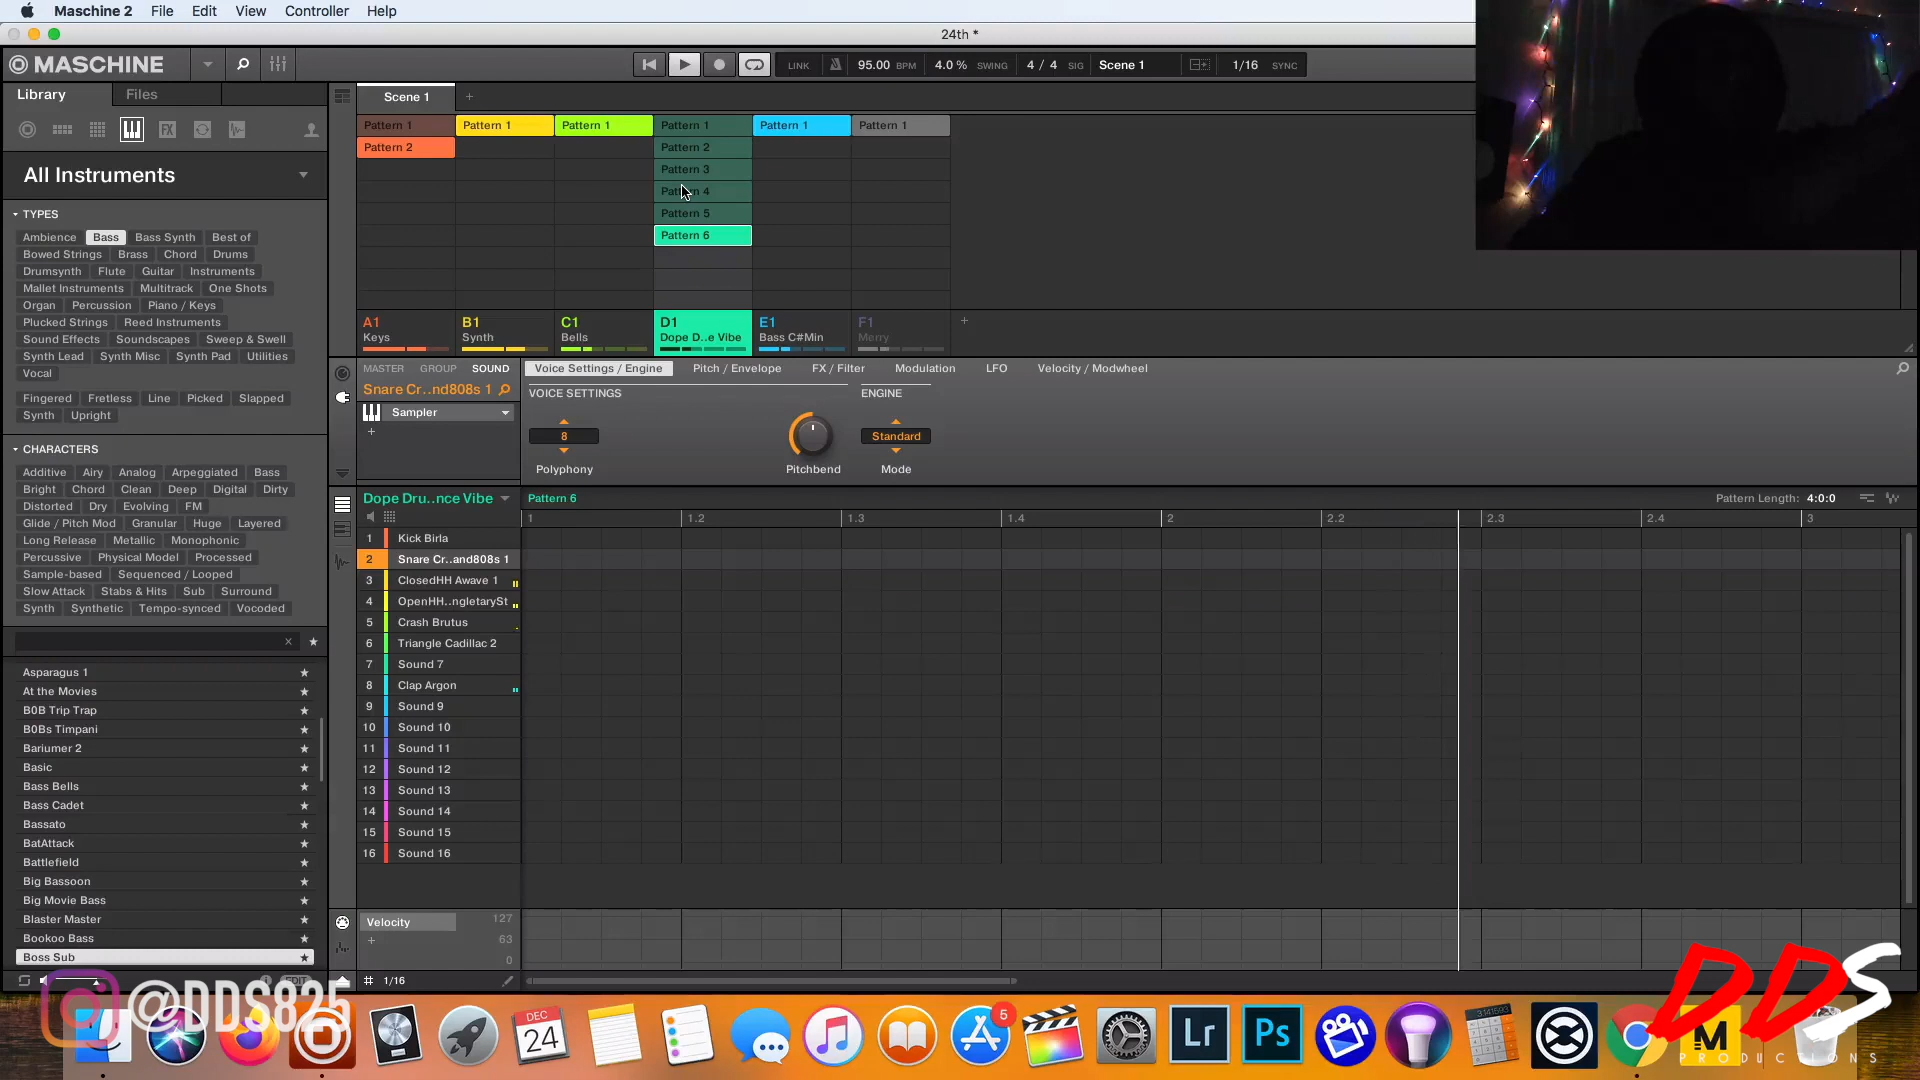 Maschine 2 File Edit View Controller Help
24th *
MASCHINE LINK 95.00 BPM 4.0 % SWING 4 / 4 SIG Scene 1 1/16 SYNC
Library Files
Scene 1 +
All Instruments
Pattern 1 Pattern 1 Pattern 1 Pattern 1 Pattern 1 Pattern 1
Pattern 2 Pattern 2
Pattern 3
Pattern 4
Pattern 5
Pattern 6
A1 B1 C1 D1 E1 F1 +
Keys Synth Bells Dope D..e Vibe Bass C#Min Merry
TYPES
Ambience Bass Bass Synth Best of
Bowed Strings Brass Chord Drums
Drumsynth Flute Guitar Instruments
Mallet Instruments Multitrack One Shots
Organ Percussion Piano / Keys
Plucked Strings Reed Instruments
Sound Effects Soundscapes Sweep & Swell
Synth Lead Synth Misc Synth Pad Utilities
Vocal
Fingered Fretless Line Picked Slapped
Synth Upright
CHARACTERS
Additive Airy Analog Arpeggiated Bass
Bright Chord Clean Deep Digital Dirty
Distorted Dry Evolving FM
Glide / Pitch Mod Granular Huge Layered
Long Release Metallic Monophonic
Percussive Physical Model Processed
Sample-based Sequenced / Looped
Slow Attack Stabs & Hits Sub Surround
Synth Synthetic Tempo-synced Vocoded
Asparagus 1
At the Movies
B0B Trip Trap
B0Bs Timpani
Bariumer 2
Basic
Bass Bells
Bass Cadet
Bassato
BatAttack
Battlefield
Big Bassoon
Big Movie Bass
Blaster Master
Bookoo Bass
Boss Sub
MASTER GROUP SOUND
Snare Cr..nd808s 1
Sampler
+
Voice Settings / Engine Pitch / Envelope FX / Filter Modulation LFO Velocity / Modwheel
VOICE SETTINGS ENGINE
8 Standard
Polyphony Pitchbend Mode
Dope Dru..nce Vibe Pattern 6 Pattern Length: 4:0:0
1 1.2 1.3 1.4 2 2.2 2.3 2.4 3
1 Kick Birla
2 Snare Cr..and808s 1
3 ClosedHH Awave 1
4 OpenHH..ngletarySt
5 Crash Brutus
6 Triangle Cadillac 2
7 Sound 7
8 Clap Argon
9 Sound 9
10 Sound 10
11 Sound 11
12 Sound 12
13 Sound 13
14 Sound 14
15 Sound 15
16 Sound 16
Velocity 127
+ 63
0
1/16
@DDS825
DEC
24
5
Lr
Ps
M
DDS
PRODUCTIONS